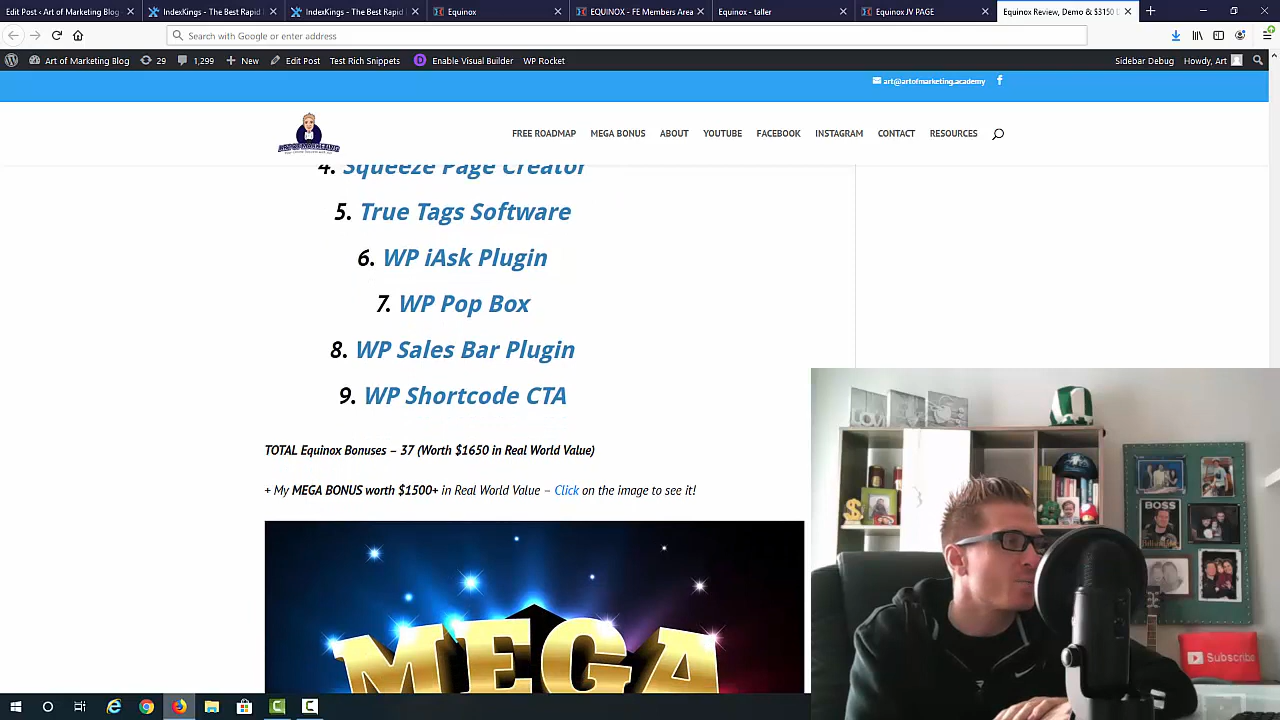 Edit Post ‹ Art of Marketing Blog
IndexKings - The Best Rapid
IndexKings - The Best Rapid
Equinox
EQUINOX - FE Members Area
Equinox - taller
Equinox JV PAGE
Equinox Review, Demo & $3150
Search with Google or enter address
Art of Marketing Blog
29
1,299
New
Edit Post
Test Rich Snippets
Enable Visual Builder
WP Rocket
Sidebar Debug
Howdy, Art
art@artofmarketing.academy
ART OF MARKETING
FREE ROADMAP
MEGA BONUS
ABOUT
YOUTUBE
FACEBOOK
INSTAGRAM
CONTACT
RESOURCES
4. Squeeze Page Creator
5. True Tags Software
6. WP iAsk Plugin
7. WP Pop Box
8. WP Sales Bar Plugin
9. WP Shortcode CTA
TOTAL Equinox Bonuses – 37 (Worth $1650 in Real World Value)
+ My MEGA BONUS worth $1500+ in Real World Value – Click on the image to see it!
MEGA
BOSS
Subscribe